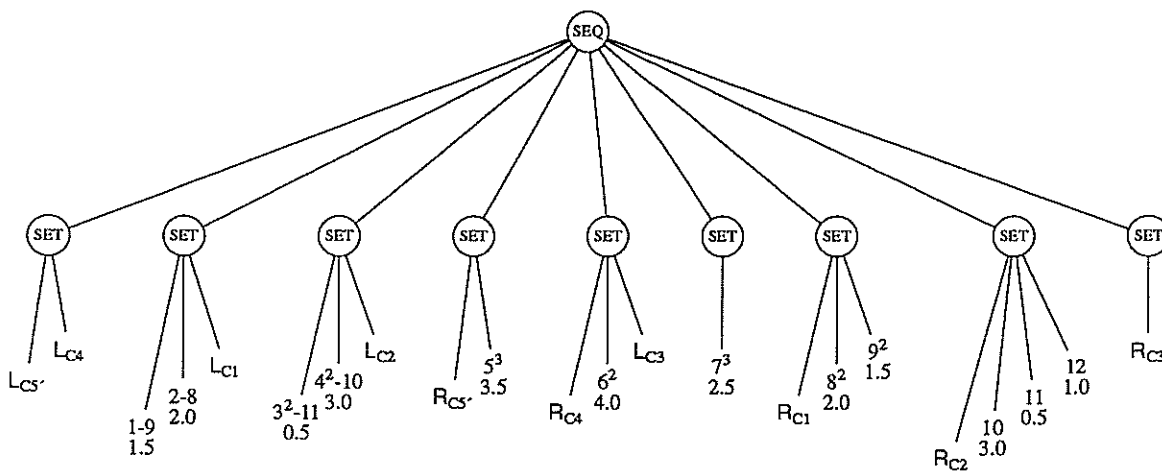 SEQ
SET SET SET SET SET SET SET SET SET
L_C5′ L_C4
1-9
1.5
2-8
2.0
L_C1
3²-11
0.5
4²-10
3.0
L_C2
R_C5′
5³
3.5
R_C4
6²
4.0
L_C3
7³
2.5
R_C1
8²
2.0
9²
1.5
R_C2
10
3.0
11
0.5
12
1.0
R_C3